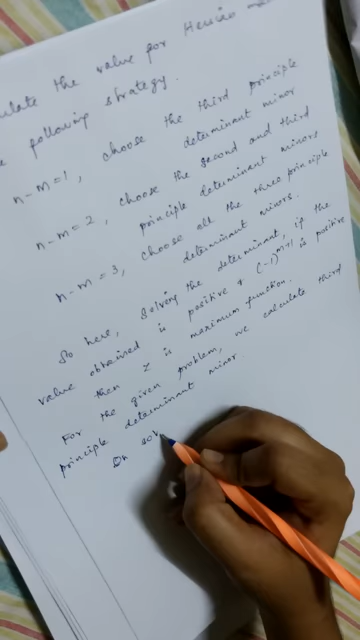 the value for Hessian
following strategy.
n-m=1, choose the third principle
determinant minor
n-m=2, choose the second and third
principle determinant minors
n-m=3, choose all the three principle
determinant minors.
So here, solving the determinant, if the
value obtained is positive & (-1)^{m+1} is positive
then Z is maximum function.
For the given problem, we calculate third
principle determinant minor.
On sol